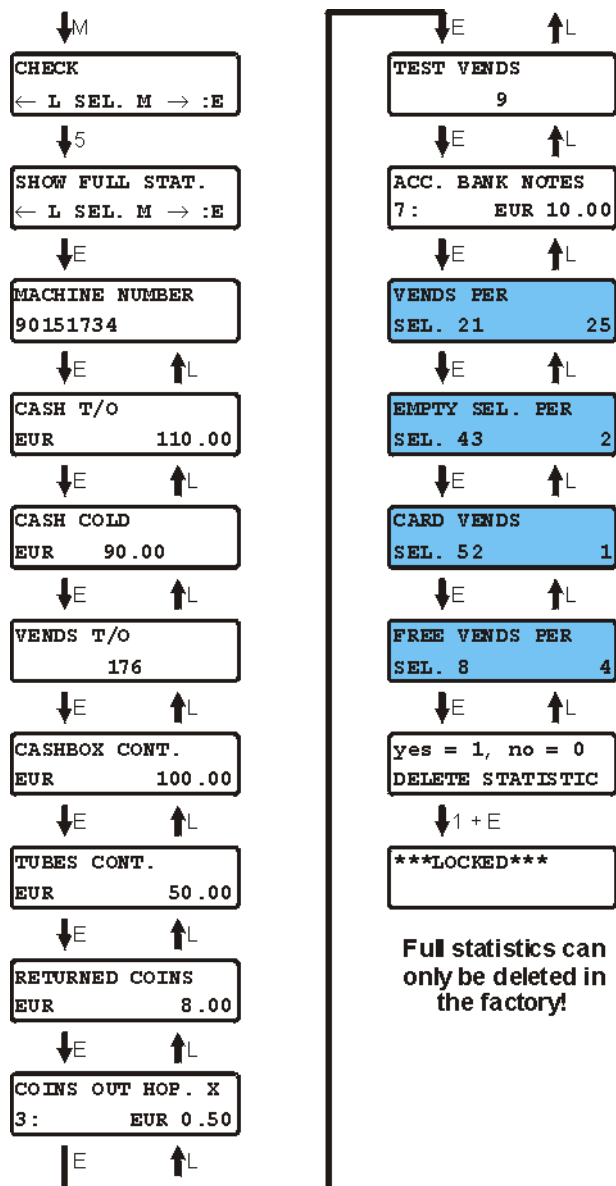 M
CHECK
← L SEL. M → :E
5
SHOW FULL STAT.
← L SEL. M → :E
E
MACHINE NUMBER
90151734
E L
CASH T/O
EUR 110.00
E L
CASH COLD
EUR 90.00
E L
VENDS T/O
176
E L
CASHBOX CONT.
EUR 100.00
E L
TUBES CONT.
EUR 50.00
E L
RETURNED COINS
EUR 8.00
E L
COINS OUT HOP. X
3: EUR 0.50
E L
E L
TEST VENDS
9
E L
ACC. BANK NOTES
7: EUR 10.00
E L
VENDS PER
SEL. 21 25
E L
EMPTY SEL. PER
SEL. 43 2
E L
CARD VENDS
SEL. 52 1
E L
FREE VENDS PER
SEL. 8 4
E L
yes = 1, no = 0
DELETE STATISTIC
1 + E
***LOCKED***
Full statistics can
only be deleted in
the factory!